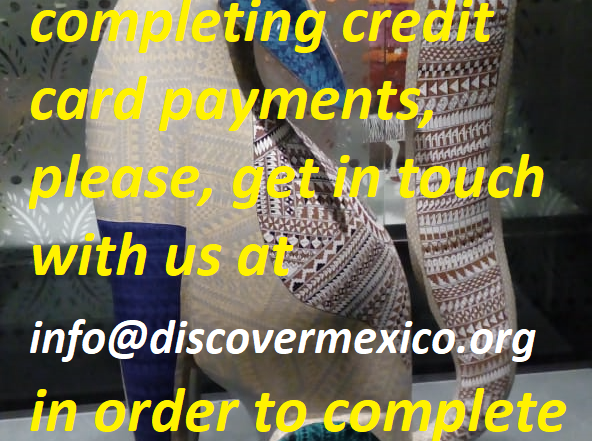 completing credit
card payments,
please, get in touch
with us at
info@discovermexico.org
in order to complete